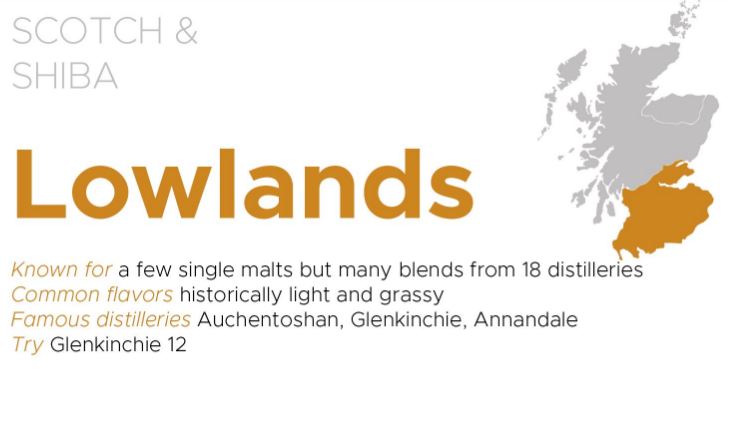 SCOTCH &
SHIBA
Lowlands
Known for a few single malts but many blends from 18 distilleries
Common flavors historically light and grassy
Famous distilleries Auchentoshan, Glenkinchie, Annandale
Try Glenkinchie 12